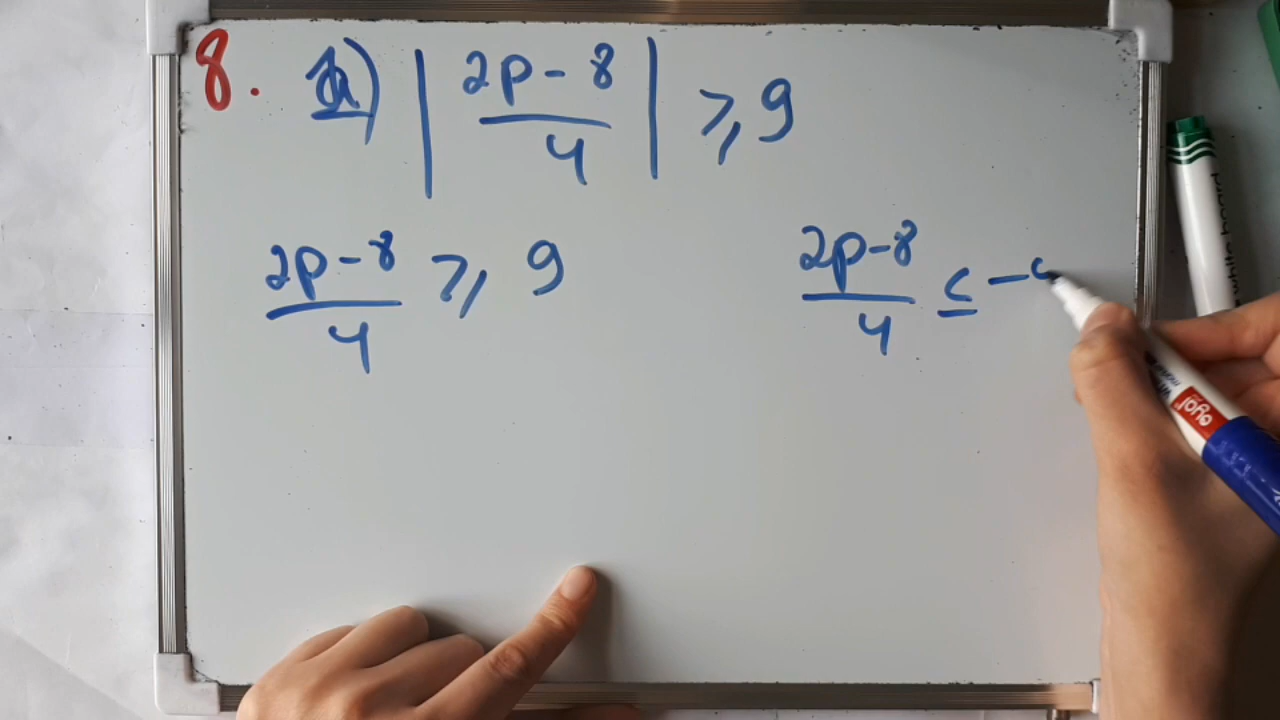 8. a) | (2p - 8)/4 | ⩾ 9
(2p - 8)/4 ⩾ 9    (2p - 8)/4 ≤ -